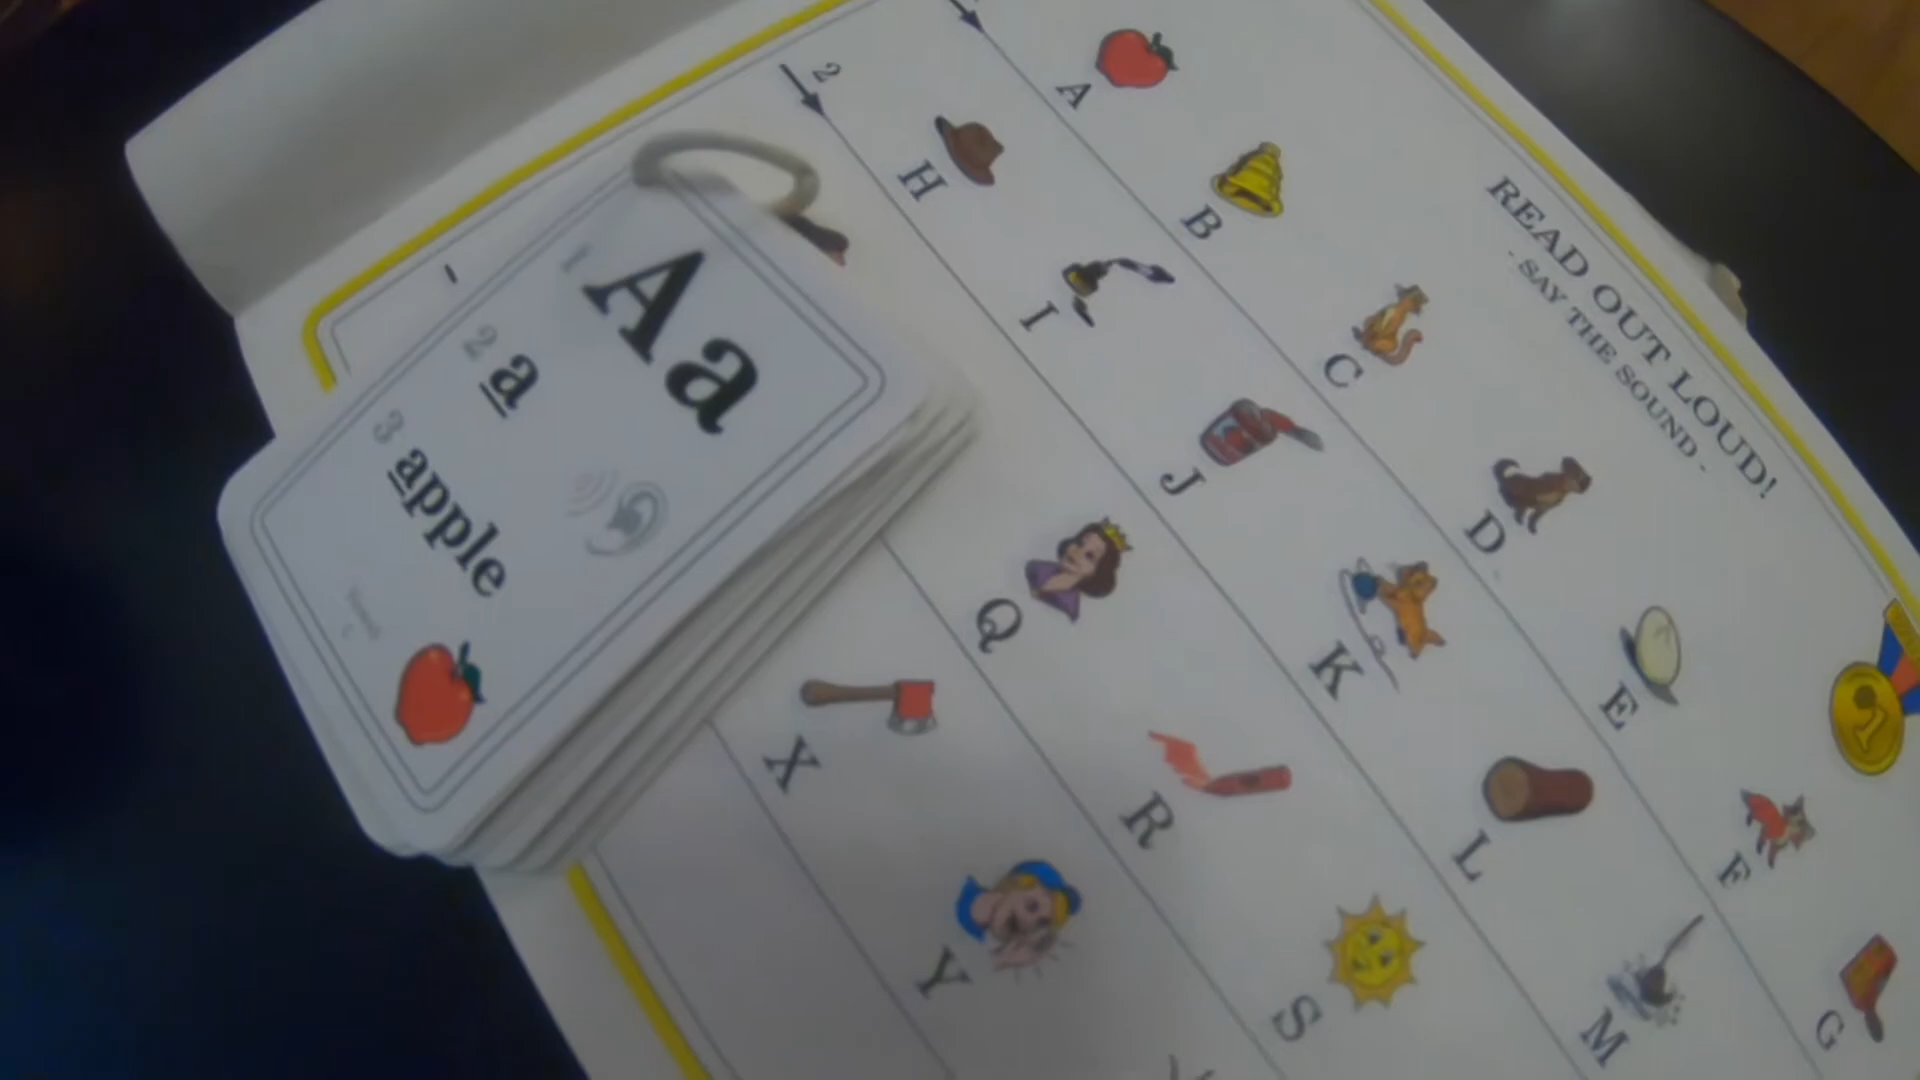 READ OUT LOUD!
- SAY THE SOUND -
A
B
C
D
E
F
G
2
H
I
J
K
L
M
Q
R
S
X
Y
1 Aa
2 a
3 apple